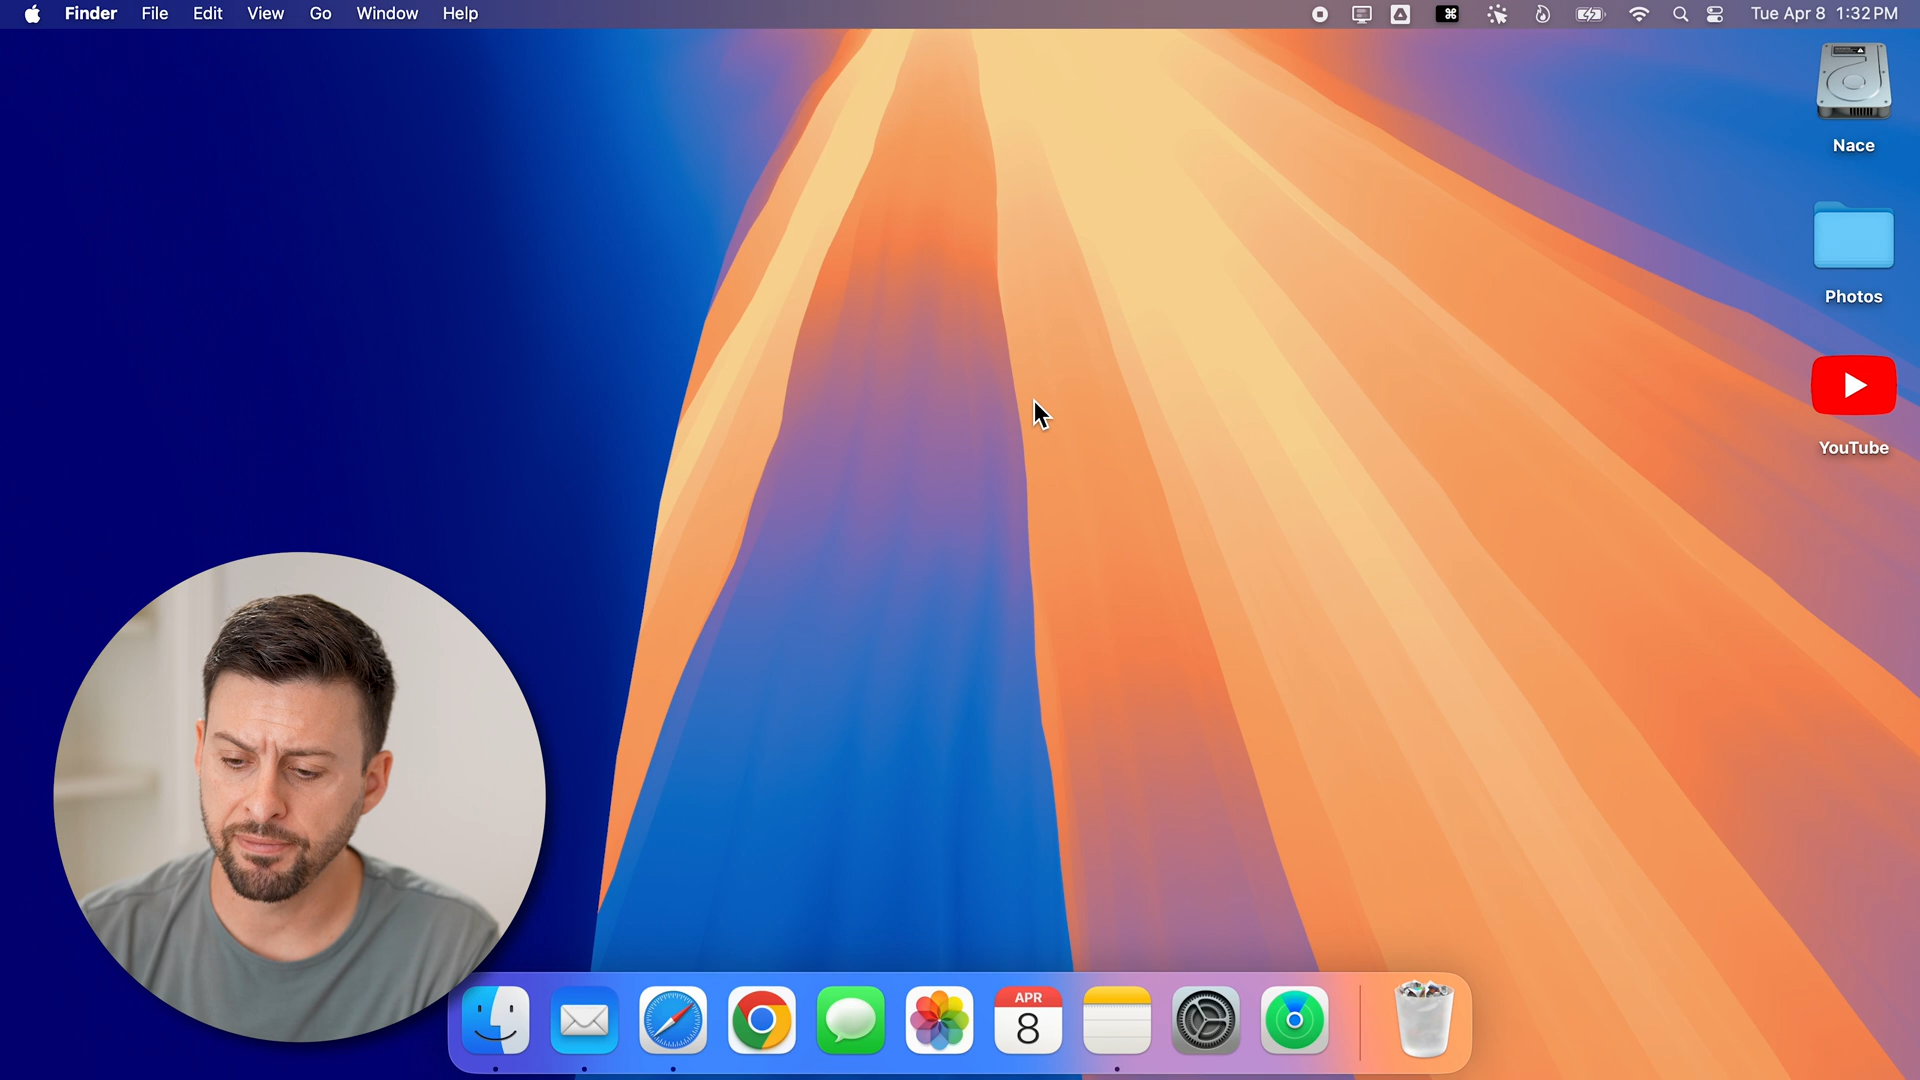 Finder File Edit View Go Window Help Tue Apr 8 1:32 PM
Nace
Photos
YouTube
APR
8